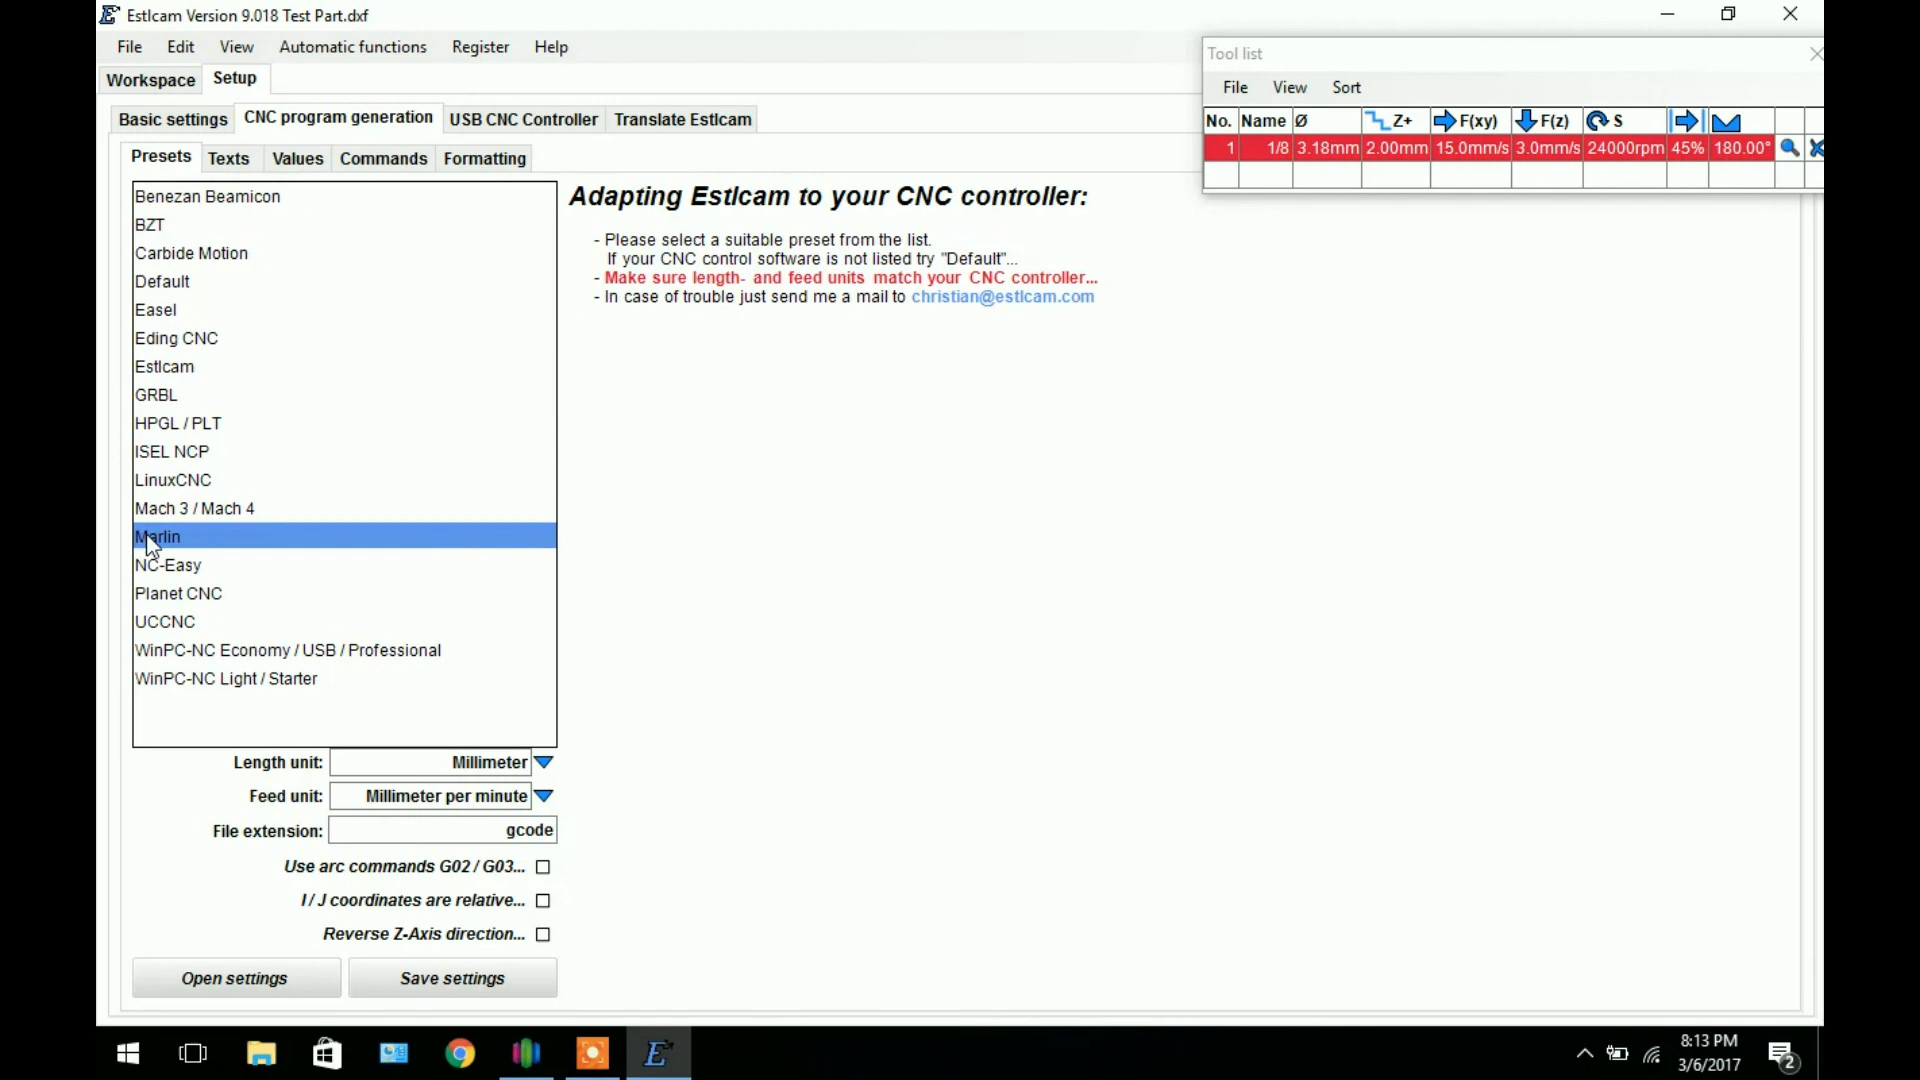 Estlcam Version 9.018 Test Part.dxf
File Edit View Automatic functions Register Help
Workspace Setup
Basic settings CNC program generation USB CNC Controller Translate Estlcam
Presets Texts Values Commands Formatting
Benezan Beamicon
BZT
Carbide Motion
Default
Easel
Eding CNC
Estlcam
GRBL
HPGL / PLT
ISEL NCP
LinuxCNC
Mach 3 / Mach 4
Marlin
NC-Easy
Planet CNC
UCCNC
WinPC-NC Economy / USB / Professional
WinPC-NC Light / Starter
Length unit: Millimeter
Feed unit: Millimeter per minute
File extension: gcode
Use arc commands G02 / G03...
I / J coordinates are relative...
Reverse Z-Axis direction...
Open settings Save settings
Adapting Estlcam to your CNC controller:
- Please select a suitable preset from the list.
If your CNC control software is not listed try "Default"...
- Make sure length- and feed units match your CNC controller...
- In case of trouble just send me a mail to christian@estlcam.com
Tool list
File View Sort
No. Name Ø Z+ F(xy) F(z) S
1 1/8 3.18mm 2.00mm 15.0mm/s 3.0mm/s 24000rpm 45% 180.00°
8:13 PM
3/6/2017
2